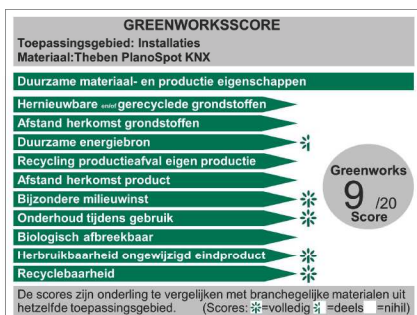 GREENWORKSSCORE
Toepassingsgebied: Installaties
Materiaal:Theben PlanoSpot KNX
Duurzame materiaal- en productie eigenschappen
Hernieuwbare en/of gerecyclede grondstoffen
Afstand herkomst grondstoffen
Duurzame energiebron
Recycling productieafval eigen productie
Afstand herkomst product
Bijzondere milieuwinst
Onderhoud tijdens gebruik
Biologisch afbreekbaar
Herbruikbaarheid ongewijzigd eindproduct
Recyclebaarheid
Greenworks
9 /20
Score
De scores zijn onderling te vergelijken met branchegelijke materialen uit
hetzelfde toepassingsgebied. (Scores: =volledig =deels =nihil)